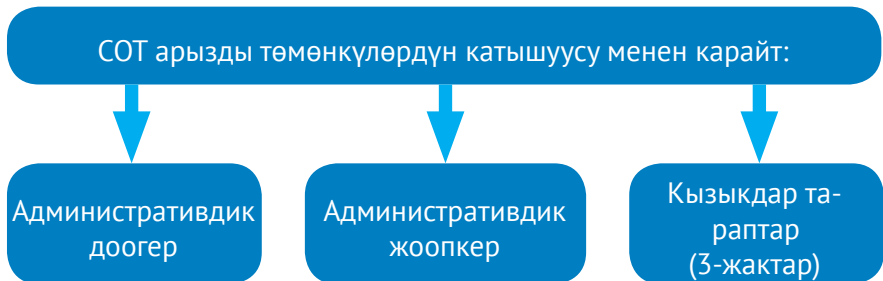 СОТ арызды төмөнкүлөрдүн катышуусу менен карайт:
Административдик
доогер
Административдик
жоопкер
Кызыкдар та-
раптар
(3-жактар)